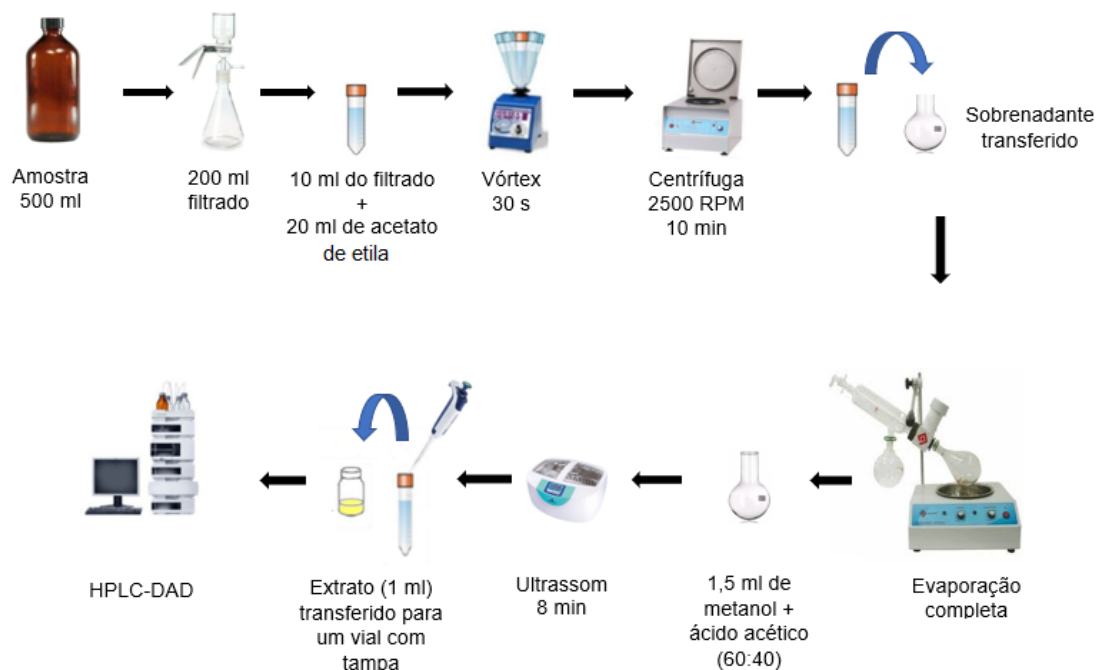 Amostra
500 ml
200 ml
filtrado
10 ml do filtrado
+
20 ml de acetato
de etila
Vórtex
30 s
Centrífuga
2500 RPM
10 min
Sobrenadante
transferido
HPLC-DAD
Extrato (1 ml)
transferido para
um vial com
tampa
Ultrassom
8 min
1,5 ml de
metanol +
ácido acético
(60:40)
Evaporação
completa